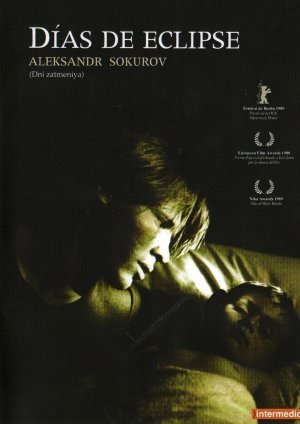 DÍAS DE ECLIPSE
ALEKSANDR SOKUROV
(Dni zatmeniya)
Festival de Berlín 1989
European Film Awards 1988
Nika Awards 1989
Intermedio